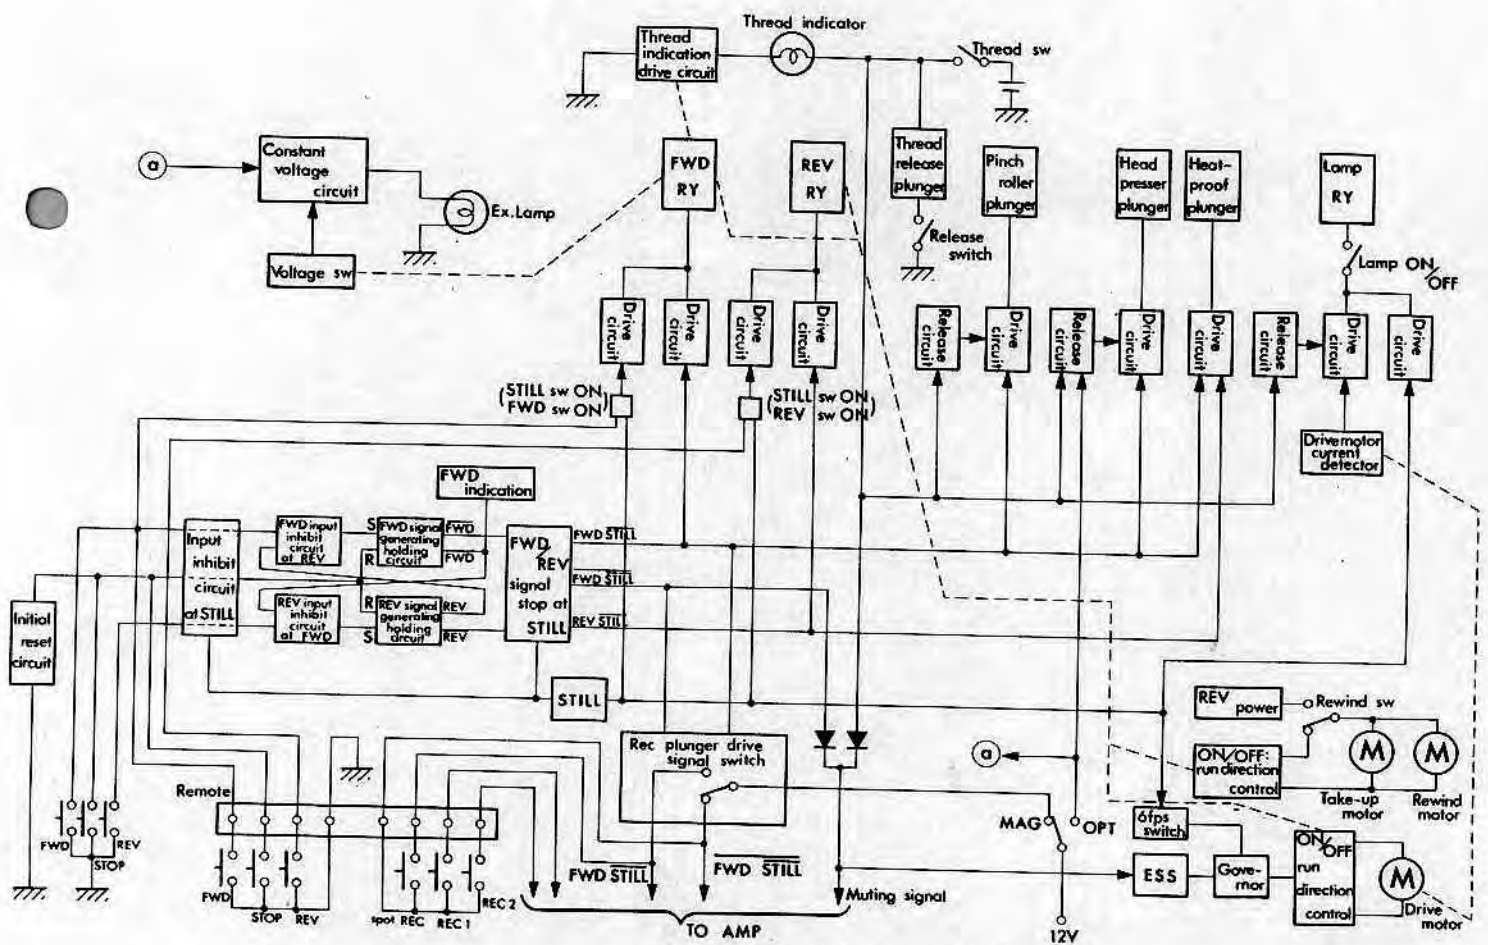 Thread indicator
Thread
indication
drive circuit
Thread sw
a
Constant
voltage
circuit
Ex.Lamp
Voltage sw
FWD
RY
REV
RY
Thread
release
plunger
Release
switch
Pinch
roller
plunger
Head
presser
plunger
Heat-
proof
plunger
Lamp
RY
Lamp ON/OFF
Drive circuit
Drive circuit
Drive circuit
Drive circuit
Release circuit
Drive circuit
Release circuit
Drive circuit
Drive circuit
Release circuit
Drive circuit
Drive circuit
(STILL sw ON
FWD sw ON)
(STILL sw ON
REV sw ON)
Drive motor
current
detector
FWD
indication
Input
inhibit
circuit
at STILL
FWD input
inhibit
circuit
at REV
S
R
FWD signal
generating
holding
circuit
FWD
FWD
REV input
inhibit
circuit
at FWD
R
S
REV signal
generating
holding
circuit
REV
REV
FWD/REV
signal
stop at
STILL
FWD STILL
FWD STILL
REV STILL
Initial
reset
circuit
STILL
Rec plunger drive
signal switch
a
REV
power
Rewind sw
ON/OFF:
run direction
control
M
Take-up
motor
M
Rewind
motor
Remote
FWD
STOP
REV
FWD
STOP
REV
spot REC
REC 1
REC 2
FWD STILL
FWD STILL
Muting signal
TO AMP
MAG
OPT
12V
6fps
switch
ESS
Gove-
rnor
ON/OFF
run
direction
control
M
Drive
motor